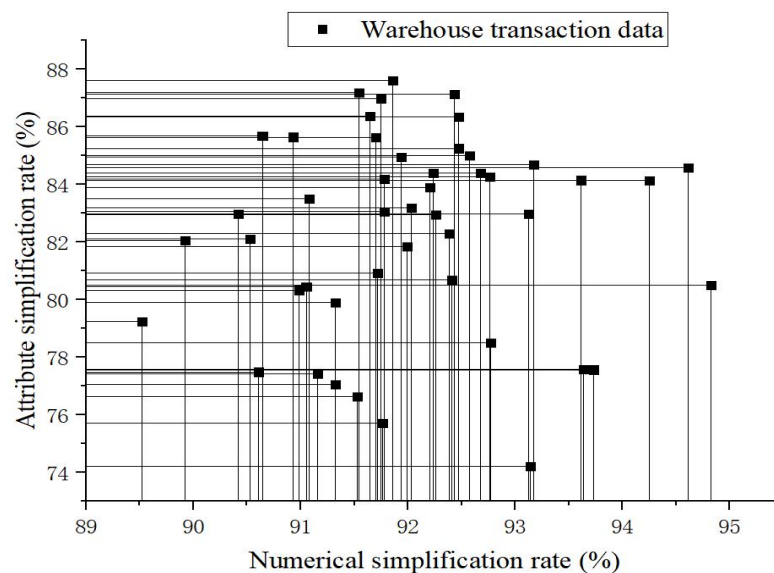 Warehouse transaction data
Attribute simplification rate (%)
88
86
84
82
80
78
76
74
89 90 91 92 93 94 95
Numerical simplification rate (%)